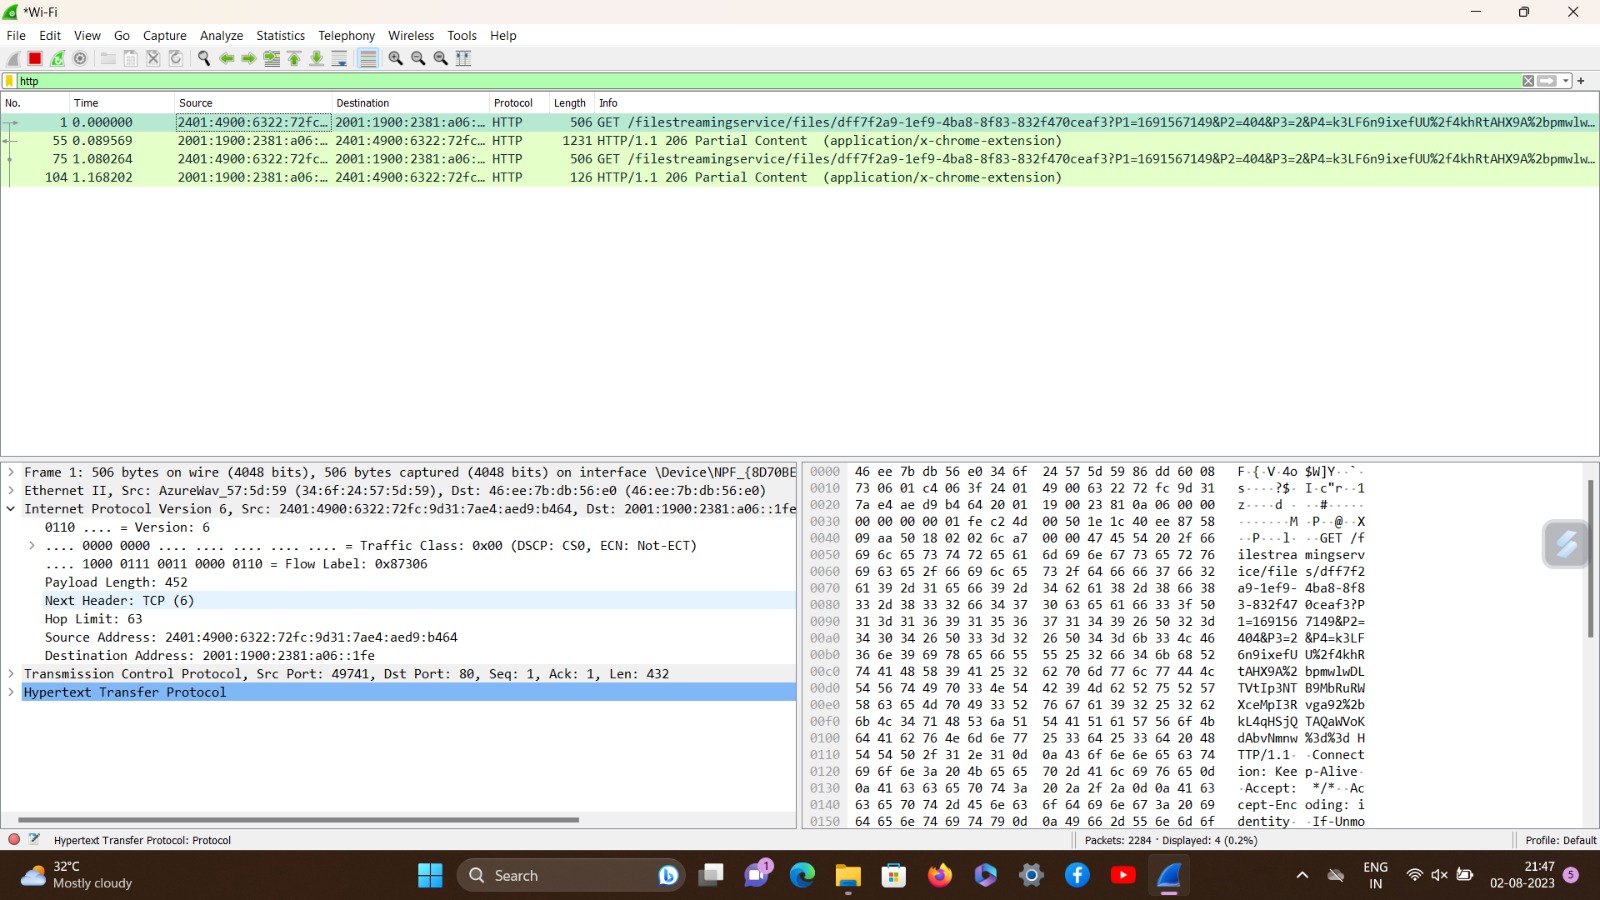 *Wi-Fi
File Edit View Go Capture Analyze Statistics Telephony Wireless Tools Help
http
No. Time Source Destination Protocol Length Info
1 0.000000 2401:4900:6322:72fc… 2001:1900:2381:a06:… HTTP 506 GET /filestreamingservice/files/dff7f2a9-1ef9-4ba8-8f83-832f470ceaf3?P1=1691567149&P2=404&P3=2&P4=k3LF6n9ixefUU%2f4khRtAHX9A%2bpmwlw…
55 0.089569 2001:1900:2381:a06:… 2401:4900:6322:72fc… HTTP 1231 HTTP/1.1 206 Partial Content (application/x-chrome-extension)
75 1.080264 2401:4900:6322:72fc… 2001:1900:2381:a06:… HTTP 506 GET /filestreamingservice/files/dff7f2a9-1ef9-4ba8-8f83-832f470ceaf3?P1=1691567149&P2=404&P3=2&P4=k3LF6n9ixefUU%2f4khRtAHX9A%2bpmwlw…
104 1.168202 2001:1900:2381:a06:… 2401:4900:6322:72fc… HTTP 126 HTTP/1.1 206 Partial Content (application/x-chrome-extension)
Frame 1: 506 bytes on wire (4048 bits), 506 bytes captured (4048 bits) on interface \Device\NPF_{8D70BE
Ethernet II, Src: AzureWav_57:5d:59 (34:6f:24:57:5d:59), Dst: 46:ee:7b:db:56:e0 (46:ee:7b:db:56:e0)
Internet Protocol Version 6, Src: 2401:4900:6322:72fc:9d31:7ae4:aed9:b464, Dst: 2001:1900:2381:a06::1fe
0110 .... = Version: 6
.... 0000 0000 .... .... .... .... .... = Traffic Class: 0x00 (DSCP: CS0, ECN: Not-ECT)
.... 1000 0111 0011 0000 0110 = Flow Label: 0x87306
Payload Length: 452
Next Header: TCP (6)
Hop Limit: 63
Source Address: 2401:4900:6322:72fc:9d31:7ae4:aed9:b464
Destination Address: 2001:1900:2381:a06::1fe
Transmission Control Protocol, Src Port: 49741, Dst Port: 80, Seq: 1, Ack: 1, Len: 432
Hypertext Transfer Protocol
0000 46 ee 7b db 56 e0 34 6f 24 57 5d 59 86 dd 60 08 F·{·V·4o $W]Y··`·
0010 73 06 01 c4 06 3f 24 01 49 00 63 22 72 fc 9d 31 s····?$· I·c"r··1
0020 7a e4 ae d9 b4 64 20 01 19 00 23 81 0a 06 00 00 z····d · ··#·····
0030 00 00 00 00 01 fe c2 4d 00 50 1e 1c 40 ee 87 58 ·······M ·P··@··X
0040 09 aa 50 18 02 02 6c a7 00 00 47 45 54 20 2f 66 ··P···l· ··GET /f
0050 69 6c 65 73 74 72 65 61 6d 69 6e 67 73 65 72 76 ilestrea mingserv
0060 69 63 65 2f 66 69 6c 65 73 2f 64 66 66 37 66 32 ice/file s/dff7f2
0070 61 39 2d 31 65 66 39 2d 34 62 61 38 2d 38 66 38 a9-1ef9- 4ba8-8f8
0080 33 2d 38 33 32 66 34 37 30 63 65 61 66 33 3f 50 3-832f47 0ceaf3?P
0090 31 3d 31 36 39 31 35 36 37 31 34 39 26 50 32 3d 1=169156 7149&P2=
00a0 34 30 34 26 50 33 3d 32 26 50 34 3d 6b 33 4c 46 404&P3=2 &P4=k3LF
00b0 36 6e 39 69 78 65 66 55 55 25 32 66 34 6b 68 52 6n9ixefU U%2f4khR
00c0 74 41 48 58 39 41 25 32 62 70 6d 77 6c 77 44 4c tAHX9A%2 bpmwlwDL
00d0 54 56 74 49 70 33 4e 54 42 39 4d 62 52 75 52 57 TVtIp3NT B9MbRuRW
00e0 58 63 65 4d 70 49 33 52 76 67 61 39 32 25 32 62 XceMpI3R vga92%2b
00f0 6b 4c 34 71 48 53 6a 51 54 41 51 61 57 56 6f 4b kL4qHSjQ TAQaWVoK
0100 64 41 62 76 4e 6d 6e 77 25 33 64 25 33 64 20 48 dAbvNmnw %3d%3d H
0110 54 54 50 2f 31 2e 31 0d 0a 43 6f 6e 6e 65 63 74 TTP/1.1· ·Connect
0120 69 6f 6e 3a 20 4b 65 65 70 2d 41 6c 69 76 65 0d ion: Kee p-Alive·
0130 0a 41 63 63 65 70 74 3a 20 2a 2f 2a 0d 0a 41 63 ·Accept: */*··Ac
0140 63 65 70 74 2d 45 6e 63 6f 64 69 6e 67 3a 20 69 cept-Enc oding: i
0150 64 65 6e 74 69 74 79 0d 0a 49 66 2d 55 6e 6d 6f dentity· ·If-Unmo
Hypertext Transfer Protocol: Protocol
Packets: 2284 · Displayed: 4 (0.2%)
Profile: Default
32°C
Mostly cloudy
Search
1
ENG
IN
21:47
02-08-2023
5